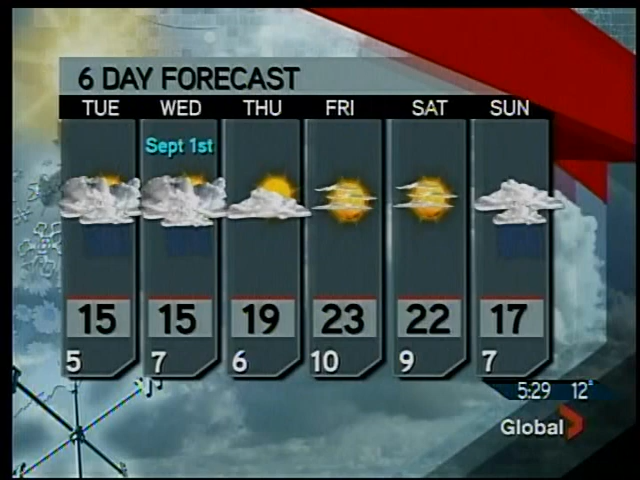 6 DAY FORECAST
TUE WED THU FRI SAT SUN
Sept 1st
15 15 19 23 22 17
5 7 6 10 9 7
5:29 12°
Global